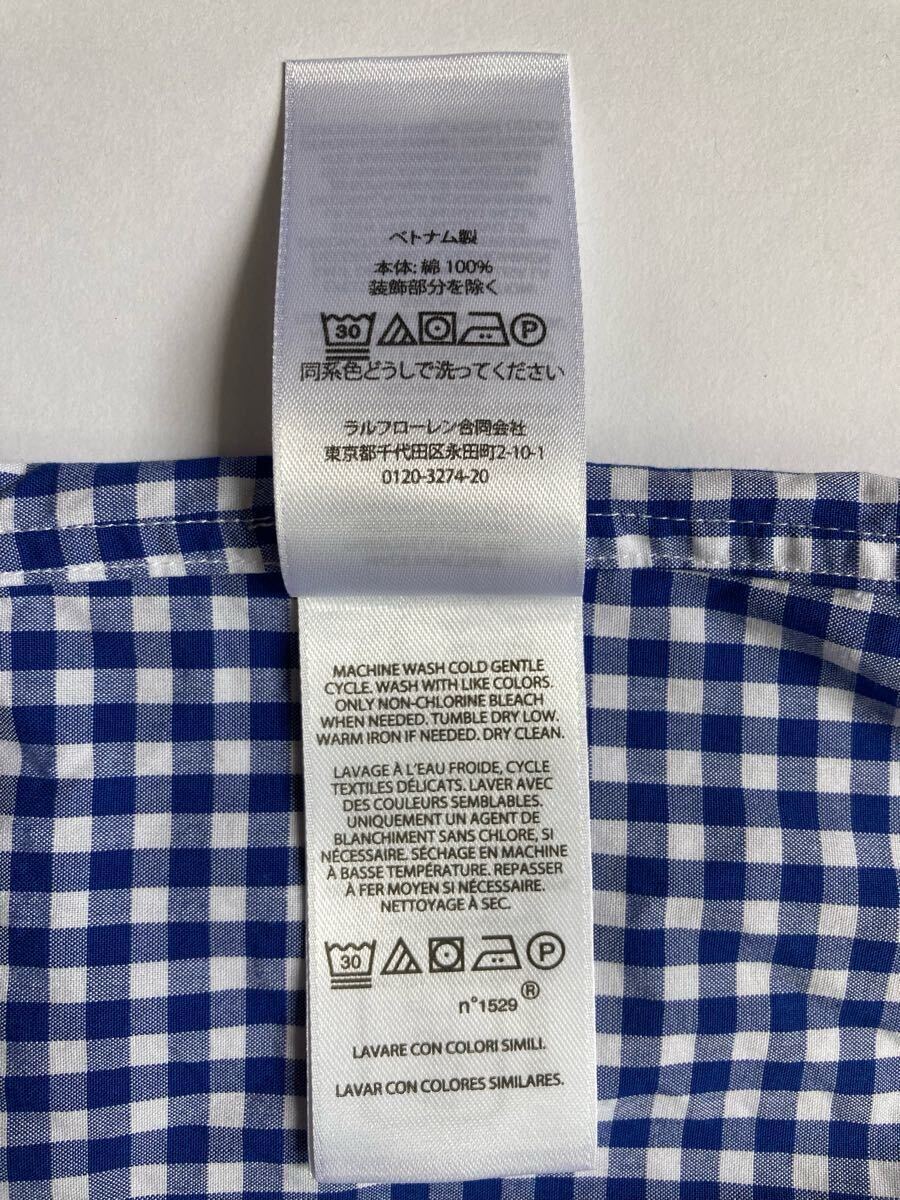 ベトナム製
本体: 綿 100%
装飾部分を除く
30 P
同系色どうしで洗ってください
ラルフローレン合同会社
東京都千代田区永田町2-10-1
0120-3274-20
MACHINE WASH COLD GENTLE
CYCLE. WASH WITH LIKE COLORS.
ONLY NON-CHLORINE BLEACH
WHEN NEEDED. TUMBLE DRY LOW.
WARM IRON IF NEEDED. DRY CLEAN.
LAVAGE À L'EAU FROIDE, CYCLE
TEXTILES DÉLICATS. LAVER AVEC
DES COULEURS SEMBLABLES.
UNIQUEMENT UN AGENT DE
BLANCHIMENT SANS CHLORE, SI
NÉCESSAIRE. SÉCHAGE EN MACHINE
À BASSE TEMPÉRATURE. REPASSER
À FER MOYEN SI NÉCESSAIRE.
NETTOYAGE À SEC.
30 P
n°1529 ®
LAVARE CON COLORI SIMILI.
LAVAR CON COLORES SIMILARES.